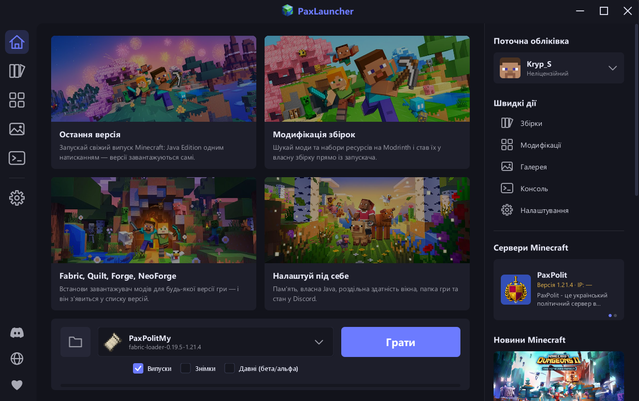 PaxLauncher
Остання версія
Запускай свіжий випуск Minecraft: Java Edition одним
натисканням — версії завантажуються самі.
Модифікація збірок
Шукай моди та набори ресурсів на Modrinth і став їх у
власну збірку прямо із запускача.
Fabric, Quilt, Forge, NeoForge
Встанови завантажувач модів для будь-якої версії гри — і
він з'явиться у списку версій.
Налаштуй під себе
Пам'ять, власна Java, роздільна здатність вікна, папка гри та
стан у Discord.
PaxPolitMy
fabric-loader-0.19.5-1.21.4
Грати
Випуски
Знімки
Давні (бета/альфа)
Поточна обліківка
Kryp_S
Неліцензійний
Швидкі дії
Збірки
Модифікації
Галерея
Консоль
Налаштування
Сервери Minecraft
PaxPolit
Версія 1.21.4 · IP: —
PaxPolit - це український
політичний сервер в...
Новини Minecraft